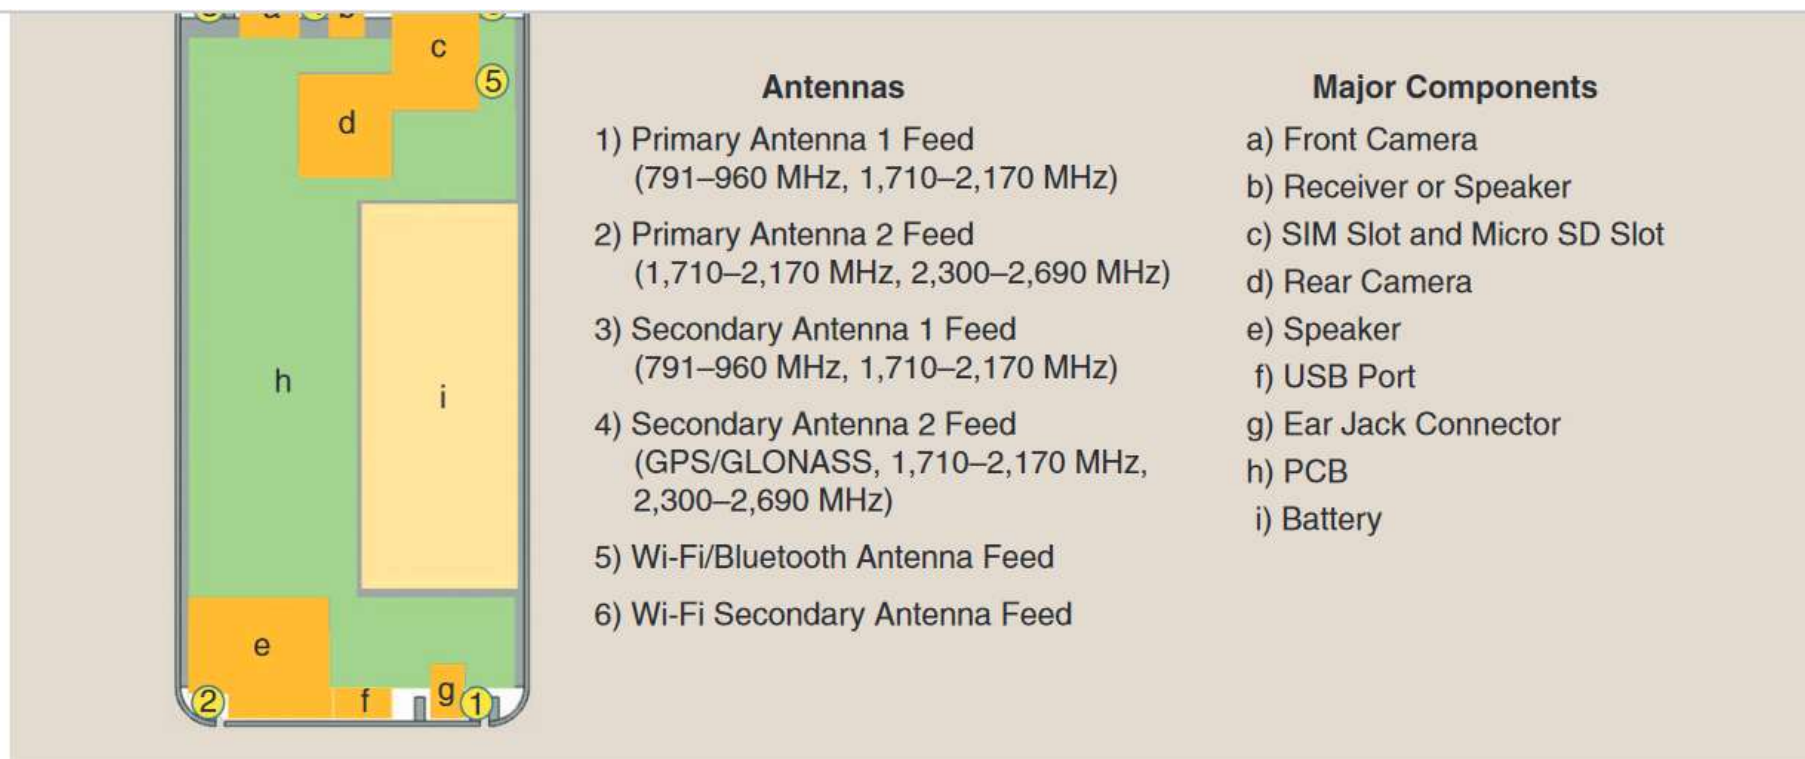 a
b
c
5
d
h
i
e
2
f
g
1
Antennas
1) Primary Antenna 1 Feed
(791–960 MHz, 1,710–2,170 MHz)
2) Primary Antenna 2 Feed
(1,710–2,170 MHz, 2,300–2,690 MHz)
3) Secondary Antenna 1 Feed
(791–960 MHz, 1,710–2,170 MHz)
4) Secondary Antenna 2 Feed
(GPS/GLONASS, 1,710–2,170 MHz,
2,300–2,690 MHz)
5) Wi-Fi/Bluetooth Antenna Feed
6) Wi-Fi Secondary Antenna Feed
Major Components
a) Front Camera
b) Receiver or Speaker
c) SIM Slot and Micro SD Slot
d) Rear Camera
e) Speaker
f) USB Port
g) Ear Jack Connector
h) PCB
i) Battery